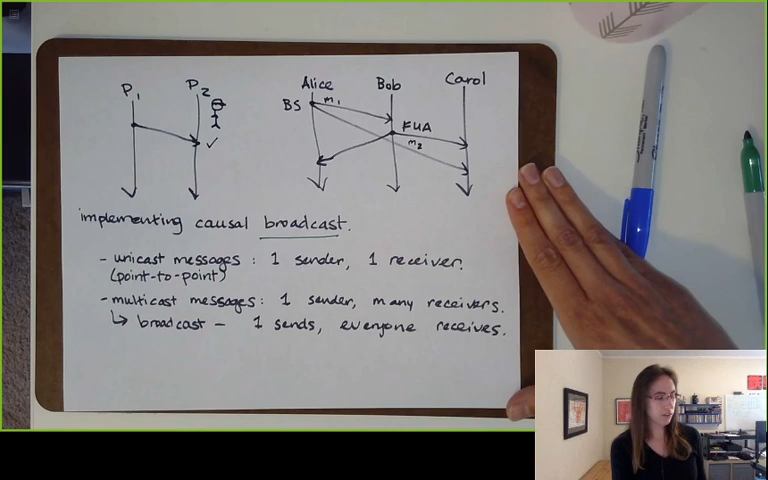 P1 P2
Alice Bob Carol
BS m1
FUA
m2
implementing causal broadcast.
- unicast messages: 1 sender, 1 receiver.
(point-to-point)
- multicast messages: 1 sender, many receivers.
↳ broadcast - 1 sends, everyone receives.